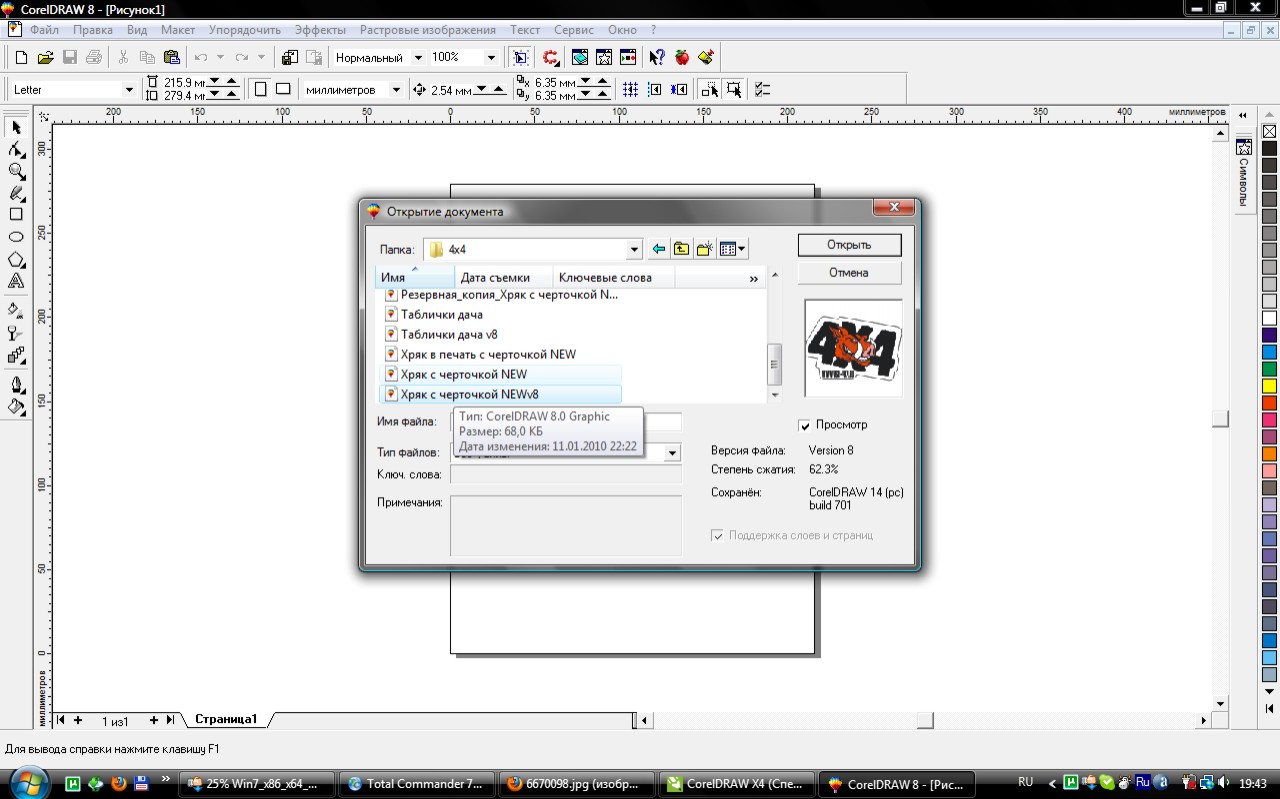 CorelDRAW 8 - [Рисунок1]
Файл Правка Вид Макет Упорядочить Эффекты Растровые изображения Текст Сервис Окно ?
Нормальный 100%
Letter 215.9 мм миллиметров 2.54 мм 6.35 мм
279.4 мм 6.35 мм
200 150 100 50 0 50 100 150 200 250 300 350 400 миллиметров
300
250
200
150
100
50
0
миллиметров
Символы
Открытие документа
Папка: 4x4
Открыть
Отмена
Имя Дата съемки Ключевые слова »
Резервная_копия_Хряк с черточкой N...
Таблички дача
Таблички дача v8
Хряк в печать с черточкой NEW
Хряк с черточкой NEW
Хряк с черточкой NEWv8
4X4
Тип: CorelDRAW 8.0 Graphic
Размер: 68,0 КБ
Дата изменения: 11.01.2010 22:22
Имя файла:
Тип файлов:
Ключ. слова:
Примечания:
Просмотр
Версия файла: Version 8
Степень сжатия: 62.3%
Сохранён: CorelDRAW 14 (pc)
build 701
Поддержка слоев и страниц
1 из1 Страница1
Для вывода справки нажмите клавишу F1
25% Win7_x86_x64_... Total Commander 7... 6670098.jpg (изобр... CorelDRAW X4 (Спе... CorelDRAW 8 - [Рис... RU Ru 19:43